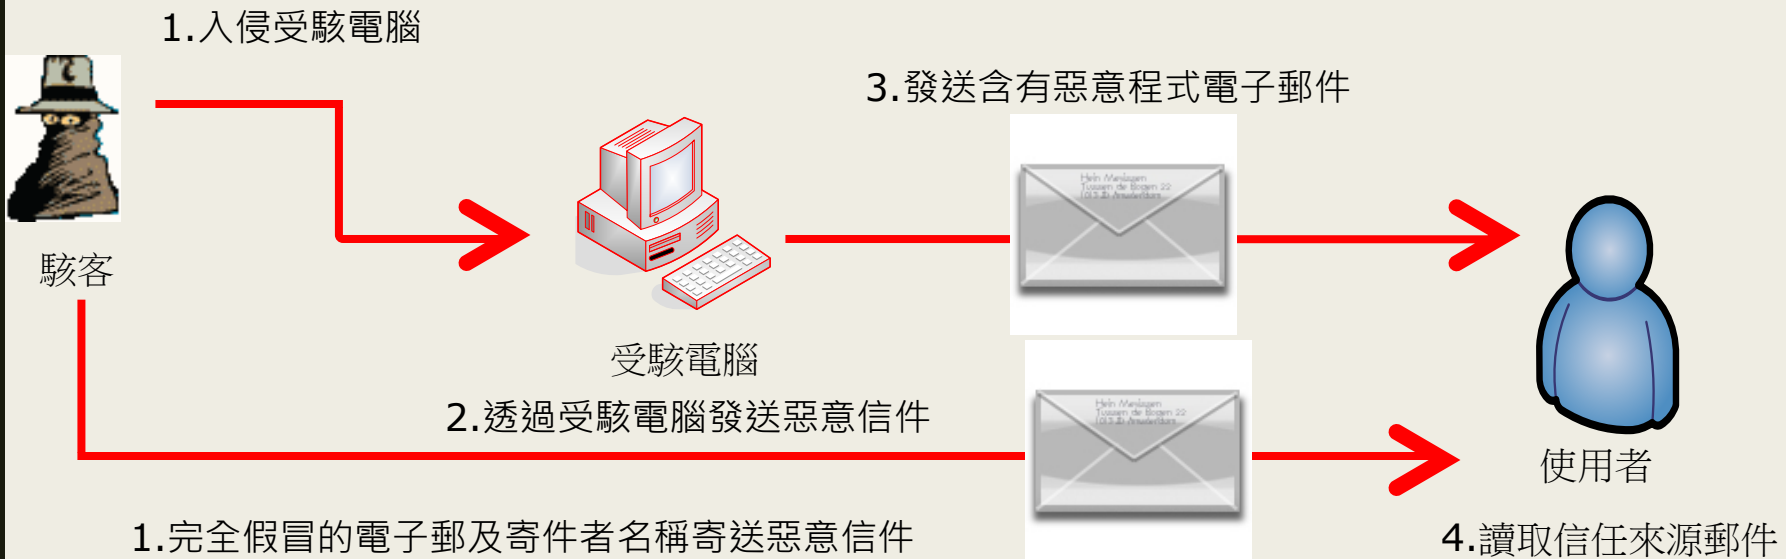 1.入侵受駭電腦
3.發送含有惡意程式電子郵件
駭客
受駭電腦
2.透過受駭電腦發送惡意信件
使用者
1.完全假冒的電子郵及寄件者名稱寄送惡意信件
4.讀取信任來源郵件